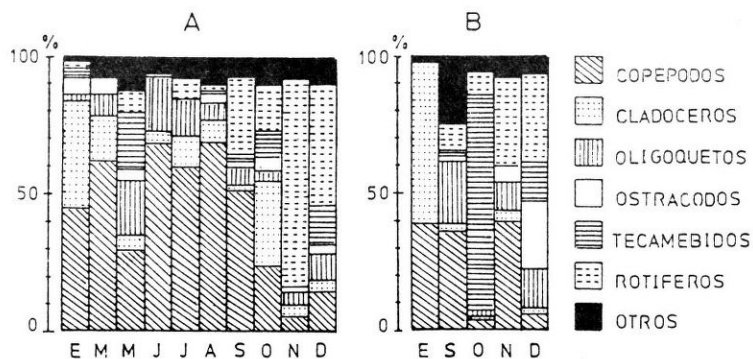 A
B
%
%
100
100
50
50
0
0
E M M J J A S O N D
E S O N D
COPEPODOS
CLADOCEROS
OLIGOQUETOS
OSTRACODOS
TECAMEBIDOS
ROTIFEROS
OTROS